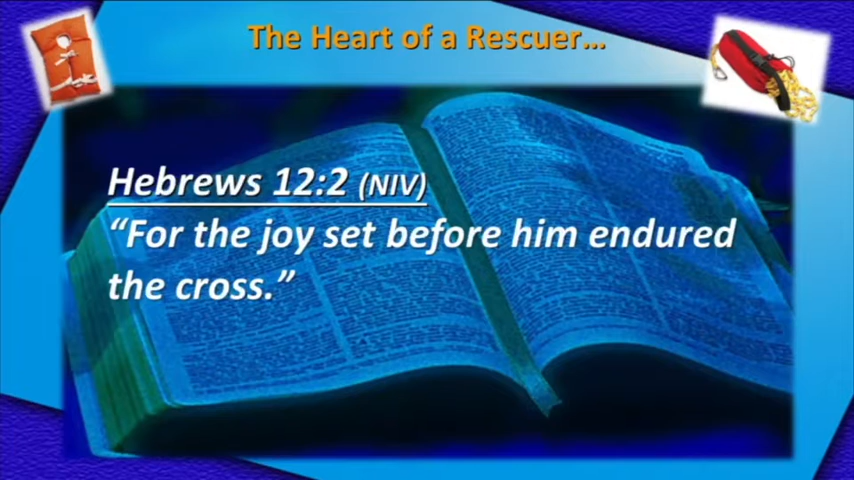 The Heart of a Rescuer...
Hebrews 12:2 (NIV)
“For the joy set before him endured
the cross.”